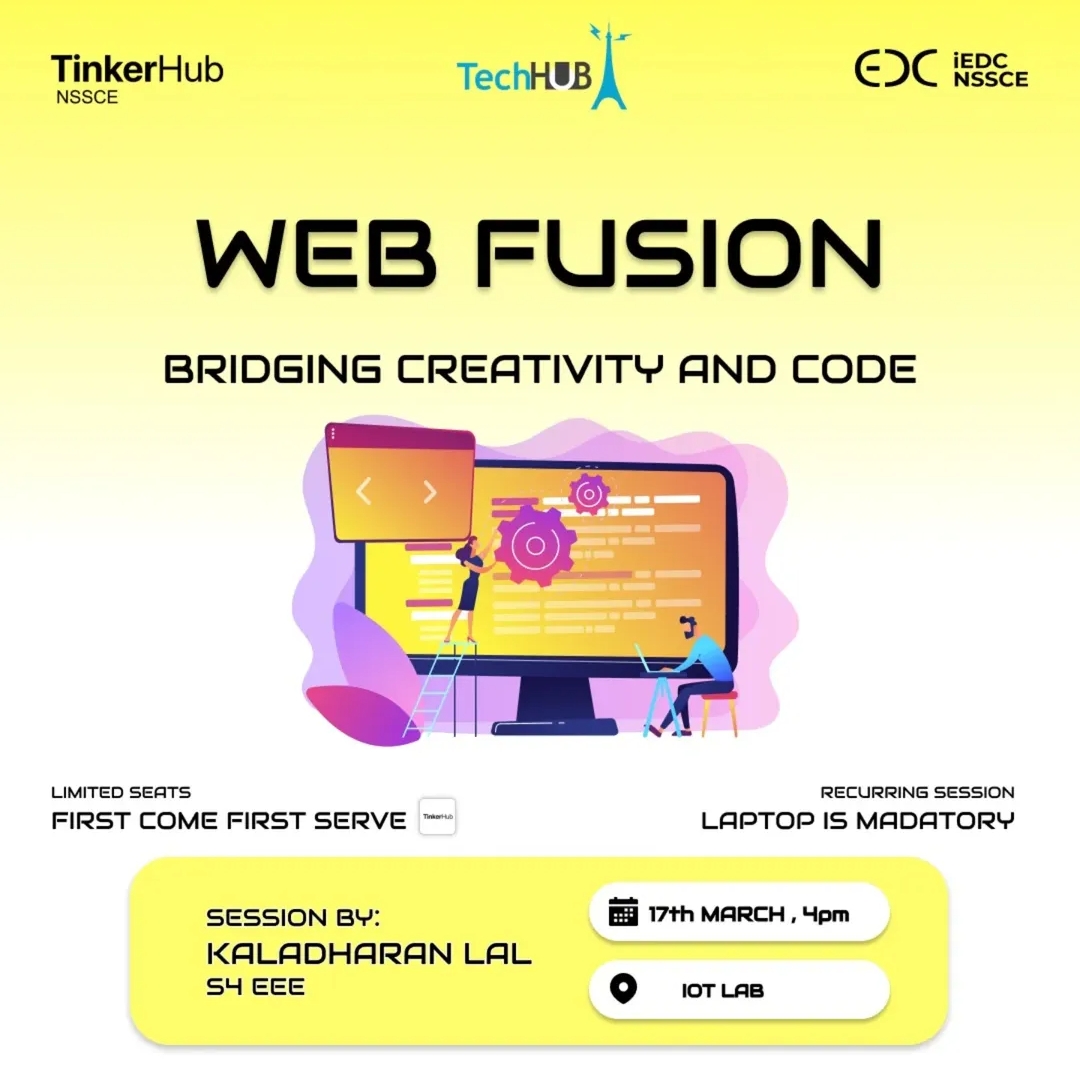 TinkerHub
NSSCE
TechHUB
iEDC
NSSCE
WEB FUSION
BRIDGING CREATIVITY AND CODE
LIMITED SEATS
FIRST COME FIRST SERVE
TinkerHub
RECURRING SESSION
LAPTOP IS MADATORY
SESSION BY:
KALADHARAN LAL
S4 EEE
17th MARCH , 4pm
IOT LAB